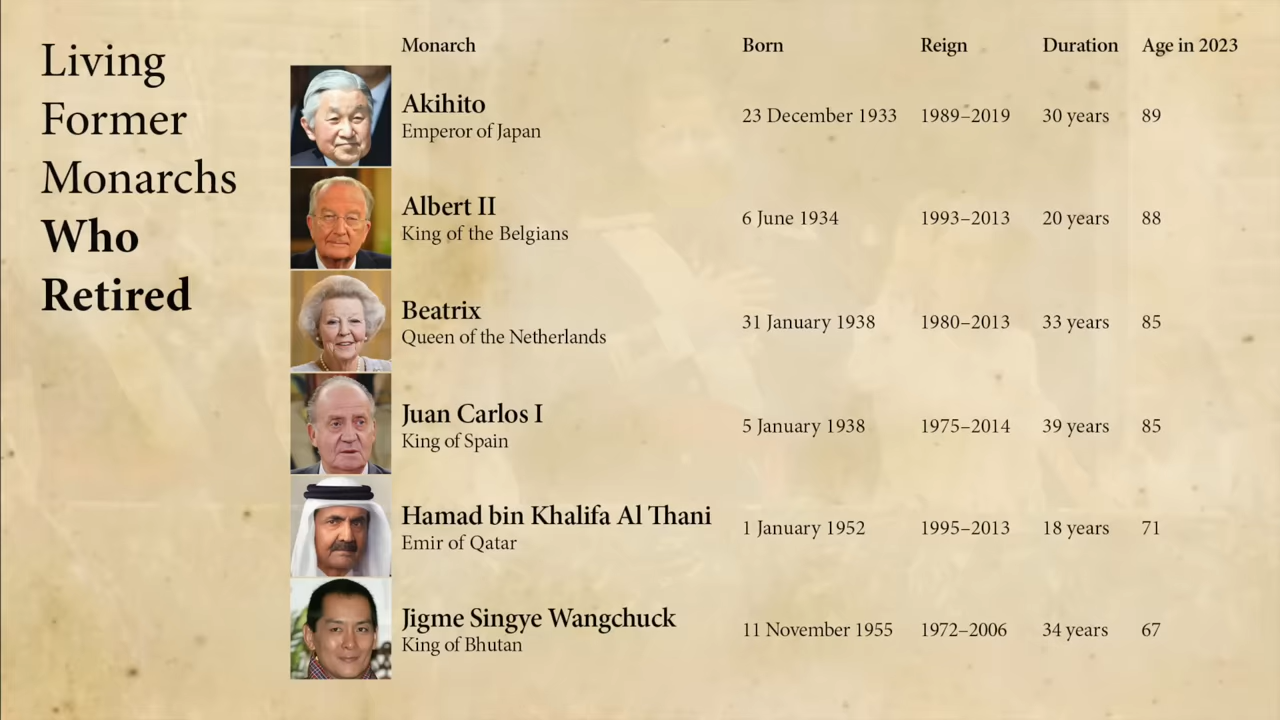 Living
Former
Monarchs
Who
Retired
Monarch Born Reign Duration Age in 2023
Akihito
Emperor of Japan
23 December 1933 1989–2019 30 years 89
Albert II
King of the Belgians
6 June 1934 1993–2013 20 years 88
Beatrix
Queen of the Netherlands
31 January 1938 1980–2013 33 years 85
Juan Carlos I
King of Spain
5 January 1938 1975–2014 39 years 85
Hamad bin Khalifa Al Thani
Emir of Qatar
1 January 1952 1995–2013 18 years 71
Jigme Singye Wangchuck
King of Bhutan
11 November 1955 1972–2006 34 years 67